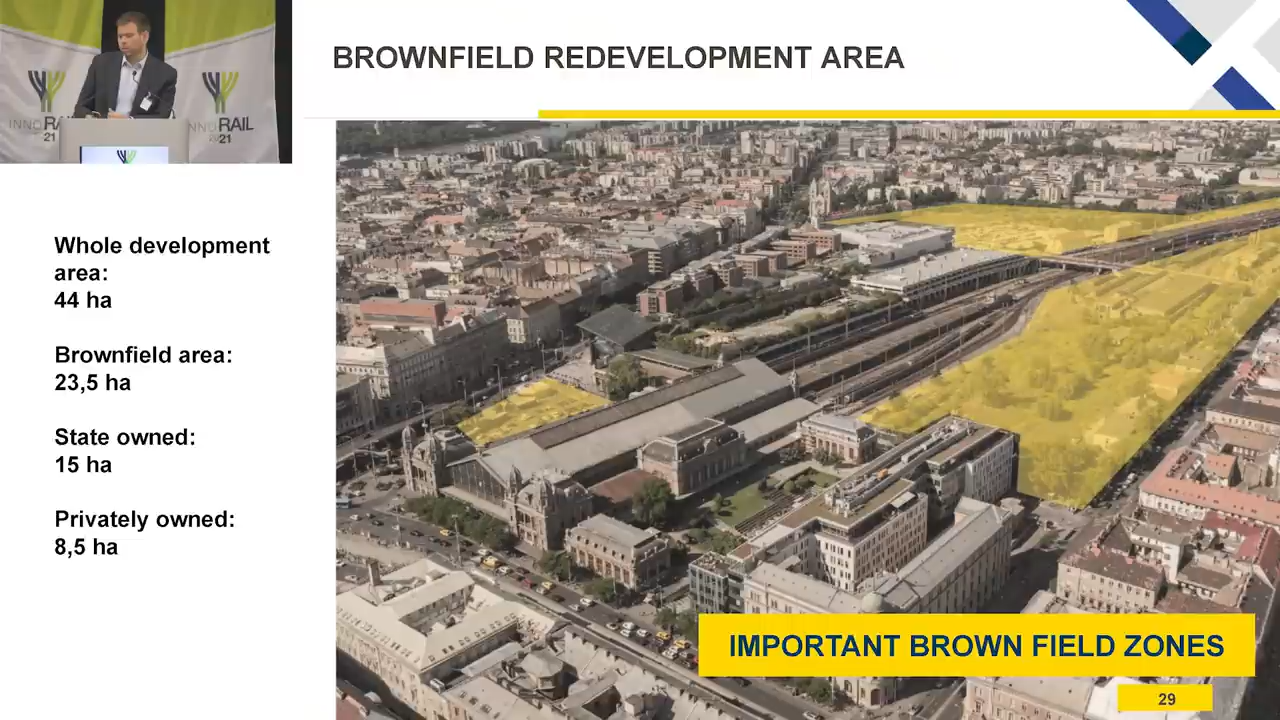 BROWNFIELD REDEVELOPMENT AREA
INNORAIL
21
INNORAIL
2021
Whole development
area:
44 ha
Brownfield area:
23,5 ha
State owned:
15 ha
Privately owned:
8,5 ha
IMPORTANT BROWN FIELD ZONES
29